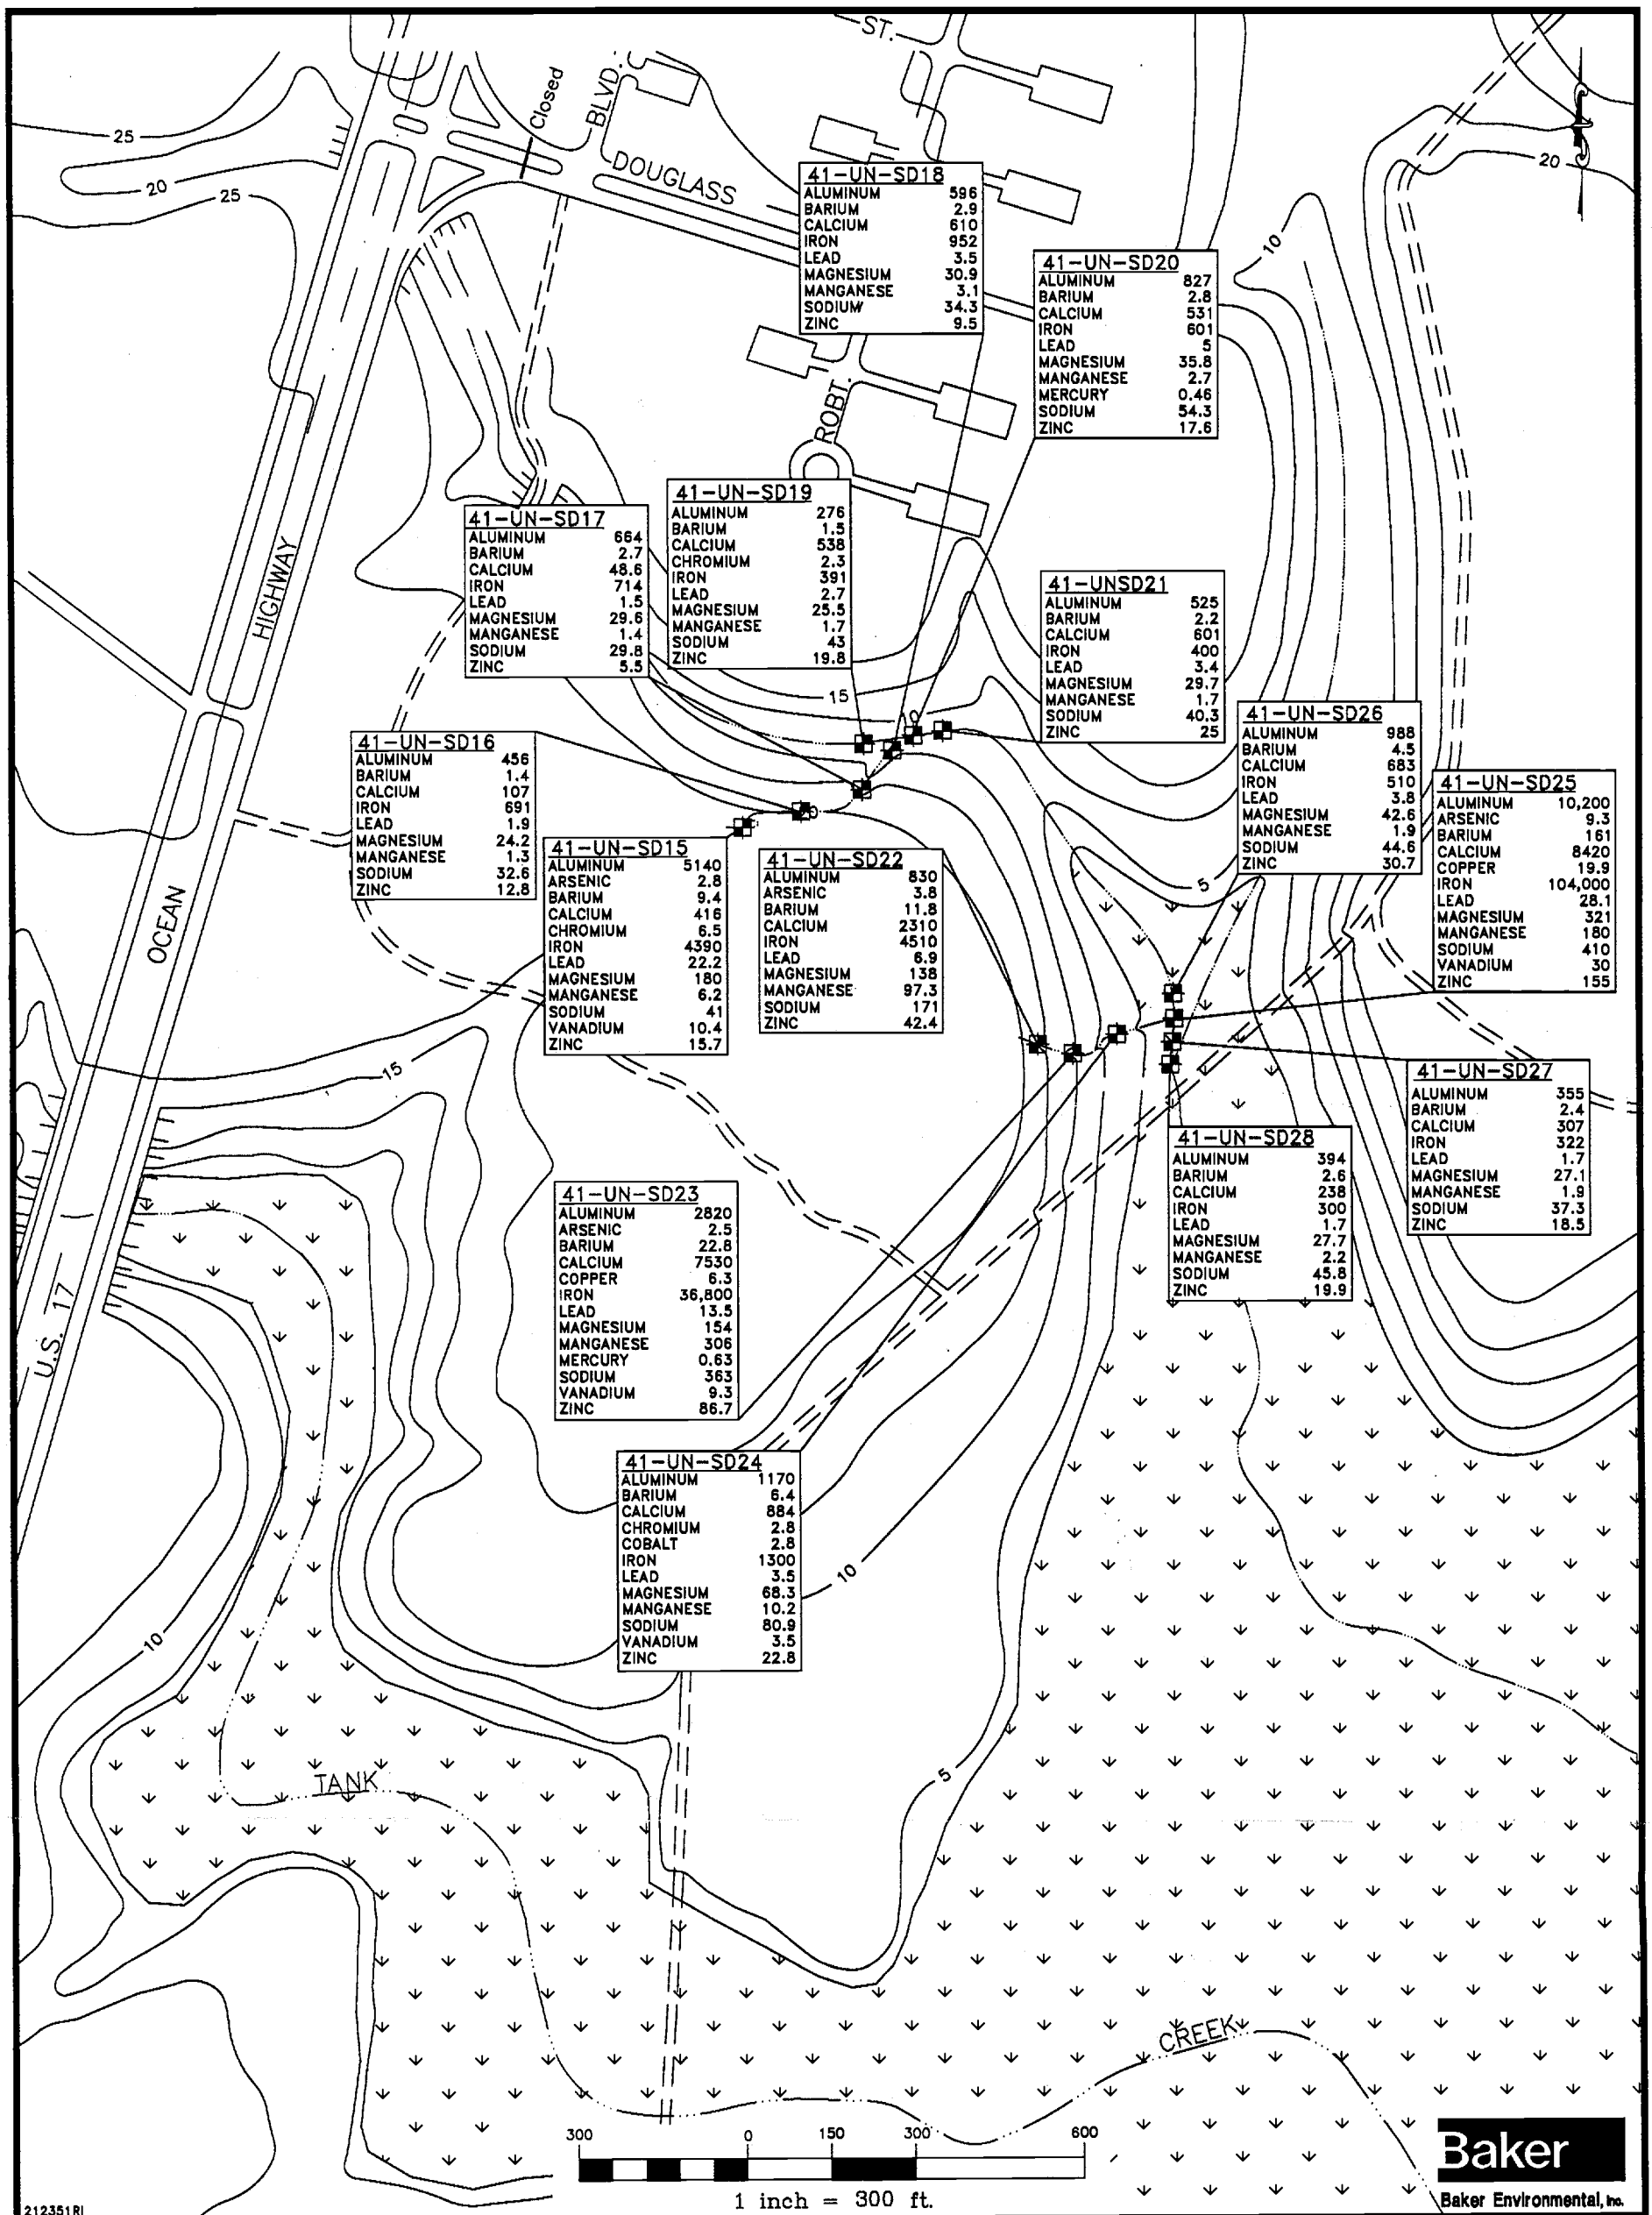 ST.
Closed
BLVD.
25
20
25
DOUGLASS
20
10
41-UN-SD18
ALUMINUM 596
BARIUM 2.9
CALCIUM 610
IRON 952
LEAD 3.5
MAGNESIUM 30.9
MANGANESE 3.1
SODIUM 34.3
ZINC 9.5
41-UN-SD20
ALUMINUM 827
BARIUM 2.8
CALCIUM 531
IRON 601
LEAD 5
MAGNESIUM 35.8
MANGANESE 2.7
MERCURY 0.46
SODIUM 54.3
ZINC 17.6
ROBT.
41-UN-SD19
ALUMINUM 276
BARIUM 1.5
CALCIUM 538
CHROMIUM 2.3
IRON 391
LEAD 2.7
MAGNESIUM 25.5
MANGANESE 1.7
SODIUM 43
ZINC 19.8
41-UN-SD17
ALUMINUM 664
BARIUM 2.7
CALCIUM 48.6
IRON 714
LEAD 1.5
MAGNESIUM 29.6
MANGANESE 1.4
SODIUM 29.8
ZINC 5.5
HIGHWAY
41-UNSD21
ALUMINUM 525
BARIUM 2.2
CALCIUM 601
IRON 400
LEAD 3.4
MAGNESIUM 29.7
MANGANESE 1.7
SODIUM 40.3
ZINC 25
15
10
41-UN-SD26
ALUMINUM 988
BARIUM 4.5
CALCIUM 683
IRON 510
LEAD 3.8
MAGNESIUM 42.6
MANGANESE 1.9
SODIUM 44.6
ZINC 30.7
41-UN-SD16
ALUMINUM 456
BARIUM 1.4
CALCIUM 107
IRON 691
LEAD 1.9
MAGNESIUM 24.2
MANGANESE 1.3
SODIUM 32.6
ZINC 12.8
41-UN-SD25
ALUMINUM 10,200
ARSENIC 9.3
BARIUM 161
CALCIUM 8420
COPPER 19.9
IRON 104,000
LEAD 28.1
MAGNESIUM 321
MANGANESE 180
SODIUM 410
VANADIUM 30
ZINC 155
41-UN-SD15
ALUMINUM 5140
ARSENIC 2.8
BARIUM 9.4
CALCIUM 416
CHROMIUM 6.5
IRON 4390
LEAD 22.2
MAGNESIUM 180
MANGANESE 6.2
SODIUM 41
VANADIUM 10.4
ZINC 15.7
41-UN-SD22
ALUMINUM 830
ARSENIC 3.8
BARIUM 11.8
CALCIUM 2310
IRON 4510
LEAD 6.9
MAGNESIUM 138
MANGANESE 97.3
SODIUM 171
ZINC 42.4
5
OCEAN
15
41-UN-SD27
ALUMINUM 355
BARIUM 2.4
CALCIUM 307
IRON 322
LEAD 1.7
MAGNESIUM 27.1
MANGANESE 1.9
SODIUM 37.3
ZINC 18.5
41-UN-SD28
ALUMINUM 394
BARIUM 2.6
CALCIUM 238
IRON 300
LEAD 1.7
MAGNESIUM 27.7
MANGANESE 2.2
SODIUM 45.8
ZINC 19.9
41-UN-SD23
ALUMINUM 2820
ARSENIC 2.5
BARIUM 22.8
CALCIUM 7530
COPPER 6.3
IRON 36,800
LEAD 13.5
MAGNESIUM 154
MANGANESE 306
MERCURY 0.63
SODIUM 363
VANADIUM 9.3
ZINC 86.7
U.S. 17
41-UN-SD24
ALUMINUM 1170
BARIUM 6.4
CALCIUM 884
CHROMIUM 2.8
COBALT 2.8
IRON 1300
LEAD 3.5
MAGNESIUM 68.3
MANGANESE 10.2
SODIUM 80.9
VANADIUM 3.5
ZINC 22.8
10
10
5
TANK
CREEK
300 0 150 300 600
1 inch = 300 ft.
Baker
Baker Environmental, Inc.
212351RI